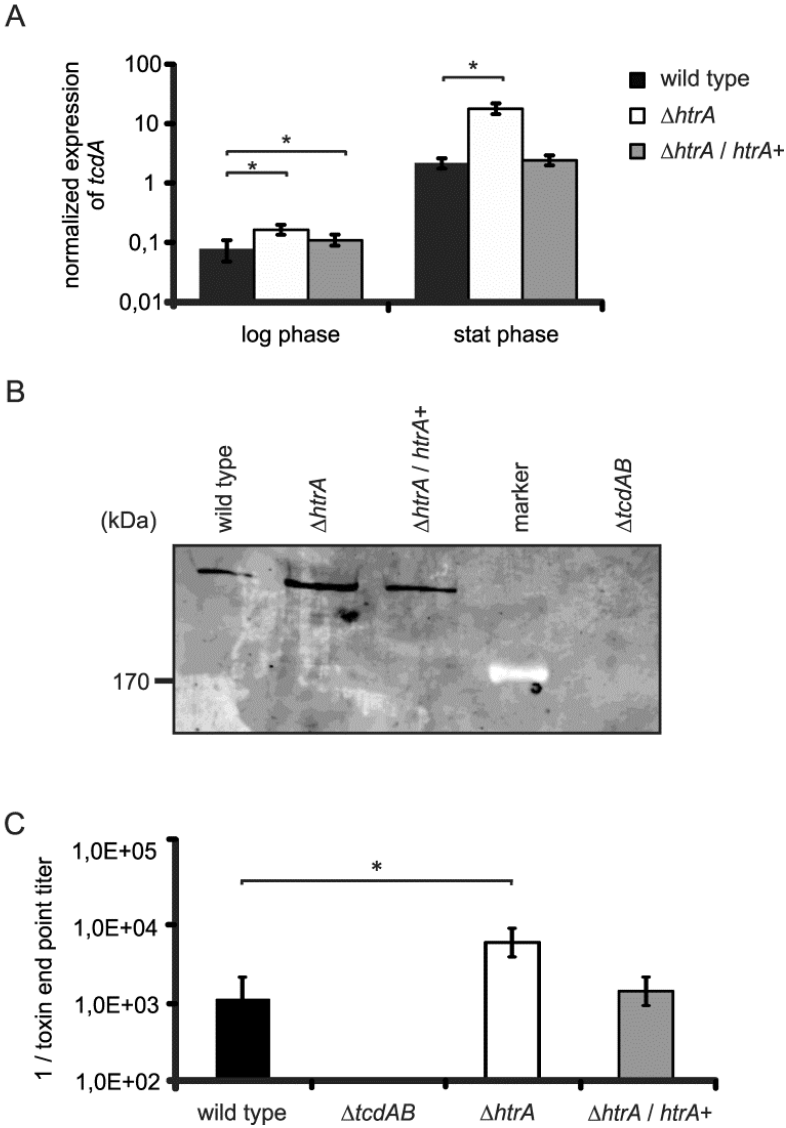 A
normalized expression
of tcdA
100
10
1
0,1
0,01
*
*
*
log phase
stat phase
wild type
ΔhtrA
ΔhtrA / htrA+
B
(kDa)
wild type
ΔhtrA
ΔhtrA / htrA+
marker
ΔtcdAB
170
C
1 / toxin end point titer
1,0E+05
1,0E+04
1,0E+03
1,0E+02
*
wild type
ΔtcdAB
ΔhtrA
ΔhtrA / htrA+